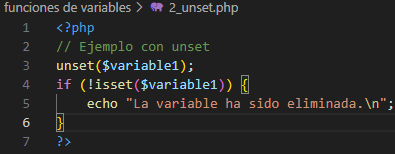 funciones de variables > 2_unset.php
1 <?php
2 // Ejemplo con unset
3 unset($variable1);
4 if (!isset($variable1)) {
5 echo "La variable ha sido eliminada.\n";
6 }
7 ?>